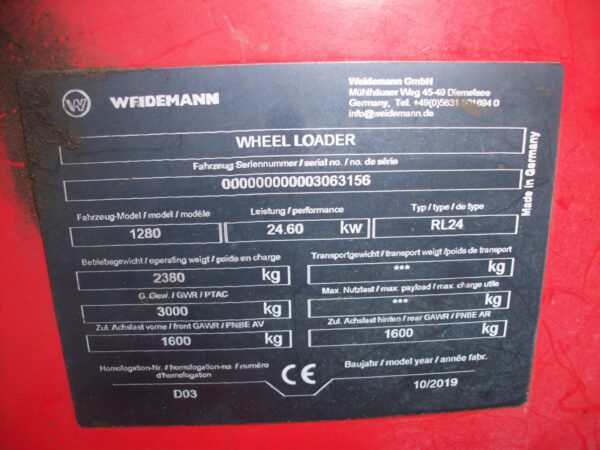 W WEIDEMANN
Weidemann GmbH
Mühlhäuser Weg 45-49 Diemelsee
Germany, Tel. +49(0)5631 501694 0
info@weidemann.de
WHEEL LOADER
Fahrzeug Seriennummer / serial no. / no. de série
000000000003063156
Made in Germany
Fahrzeug-Model / model / modéle
Leistung / performance
Typ / type / de type
1280
24.60 kw
RL24
Betriebsgewicht / operating weigt / poids en charge
Transportgewicht / transport weigt /poids de transport
2380 kg
*** kg
G. Gew. / GWR / PTAC
Max. Nutzlast / max. payload / max. charge utile
3000 kg
*** kg
Zul. Achslast vorne / front GAWR / PNBE AV
Zul. Achslast hinten / rear GAWR / PNBE AR
1600 kg
1600 kg
Homologation-Nr. / homologation-no. / numéro
d'homologation
D03
CE
Baujahr / model year / année fabr.
10/2019